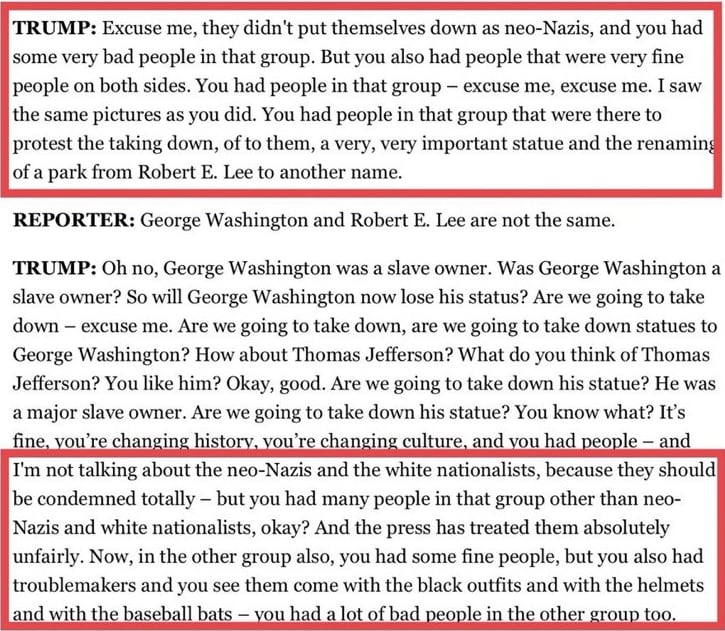 TRUMP: Excuse me, they didn't put themselves down as neo-Nazis, and you had
some very bad people in that group. But you also had people that were very fine
people on both sides. You had people in that group – excuse me, excuse me. I saw
the same pictures as you did. You had people in that group that were there to
protest the taking down, of to them, a very, very important statue and the renaming
of a park from Robert E. Lee to another name.
REPORTER: George Washington and Robert E. Lee are not the same.
TRUMP: Oh no, George Washington was a slave owner. Was George Washington a
slave owner? So will George Washington now lose his status? Are we going to take
down – excuse me. Are we going to take down, are we going to take down statues to
George Washington? How about Thomas Jefferson? What do you think of Thomas
Jefferson? You like him? Okay, good. Are we going to take down his statue? He was
a major slave owner. Are we going to take down his statue? You know what? It’s
fine, you’re changing history, you’re changing culture, and you had people – and
I'm not talking about the neo-Nazis and the white nationalists, because they should
be condemned totally – but you had many people in that group other than neo-
Nazis and white nationalists, okay? And the press has treated them absolutely
unfairly. Now, in the other group also, you had some fine people, but you also had
troublemakers and you see them come with the black outfits and with the helmets
and with the baseball bats – you had a lot of bad people in the other group too.